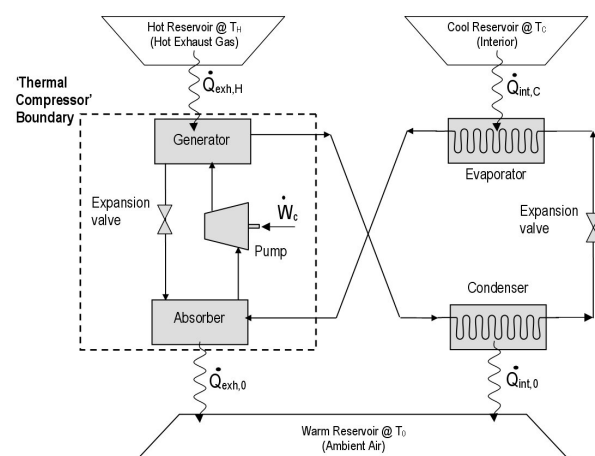 Hot Reservoir @ TH
(Hot Exhaust Gas)
Cool Reservoir @ TC
(Interior)
Q̇exh,H
Q̇int,C
'Thermal
Compressor'
Boundary
Generator
Evaporator
Expansion
valve
Ẇc
Pump
Expansion
valve
Condenser
Absorber
Q̇exh,0
Q̇int,0
Warm Reservoir @ T0
(Ambient Air)